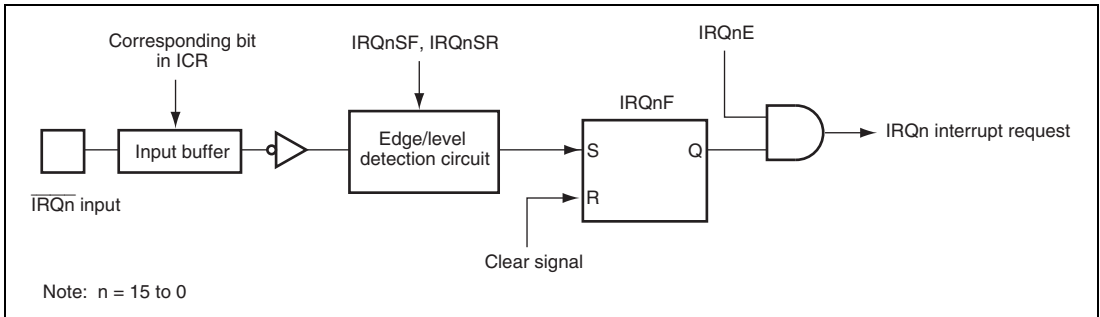 Corresponding bit
in ICR
IRQnSF, IRQnSR
IRQnE
IRQnF
Input buffer
Edge/level
detection circuit
S
Q
R
IRQn interrupt request
IRQn input
Clear signal
Note: n = 15 to 0